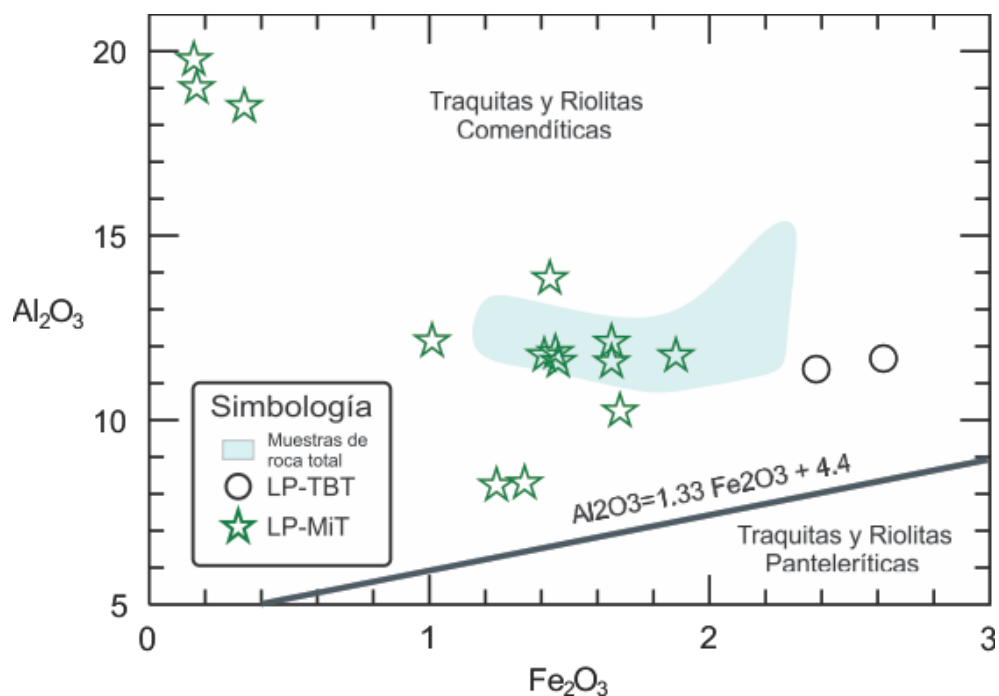 20
15
10
5
Al₂O₃
Traquitas y Riolitas
Comendíticas
Simbología
Muestras de
roca total
LP-TBT
LP-MiT
Al2O3=1.33 Fe2O3 + 4.4
Traquitas y Riolitas
Panteleríticas
0
1
2
3
Fe₂O₃